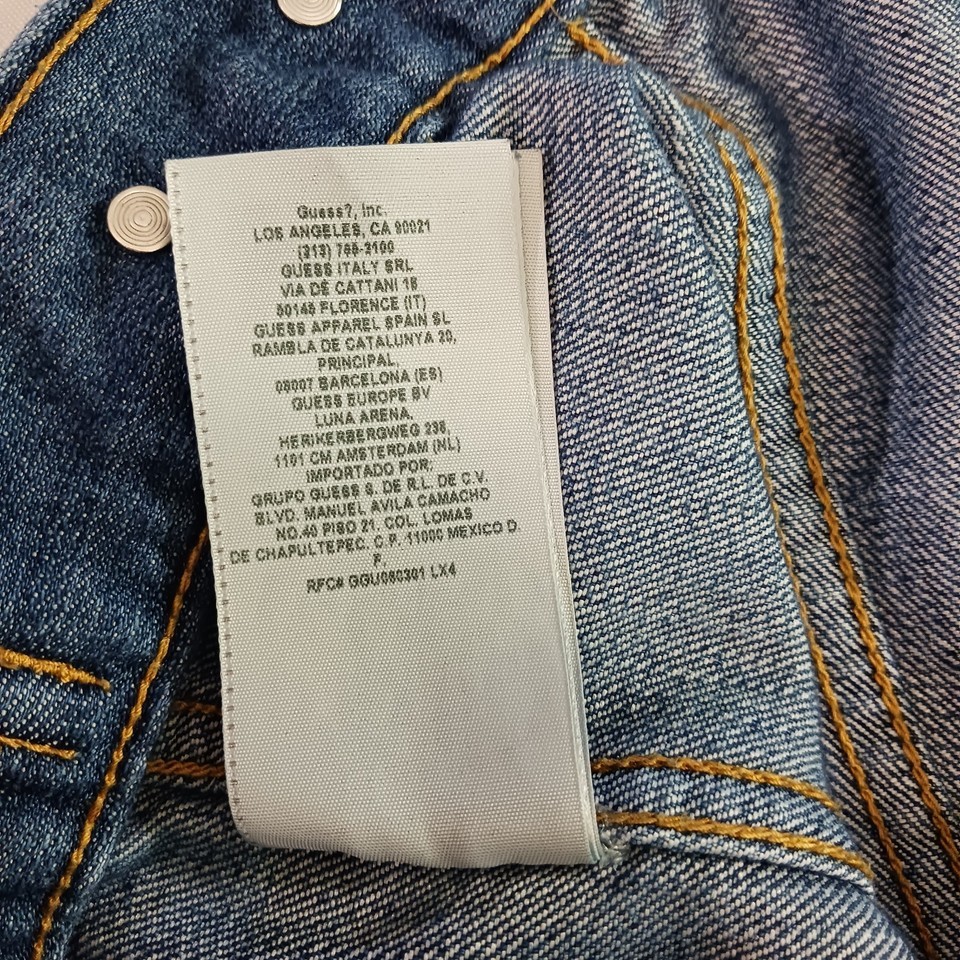 Guess?, Inc.
LOS ANGELES, CA 90021
(213) 765-3100
GUESS ITALY SRL
VIA DE CATTANI 18
50145 FLORENCE (IT)
GUESS APPAREL SPAIN SL
RAMBLA DE CATALUNYA 20,
PRINCIPAL,
08007 BARCELONA (ES)
GUESS EUROPE BV
LUNA ARENA,
HERIKERBERGWEG 238,
1101 CM AMSTERDAM (NL)
IMPORTADO POR:
GRUPO GUESS S. DE R.L. DE C.V.
BLVD. MANUEL AVILA CAMACHO
NO.40 PISO 21. COL. LOMAS
DE CHAPULTEPEC. C.P. 11000 MEXICO D.
F.
RFC# GGU080301 LX4